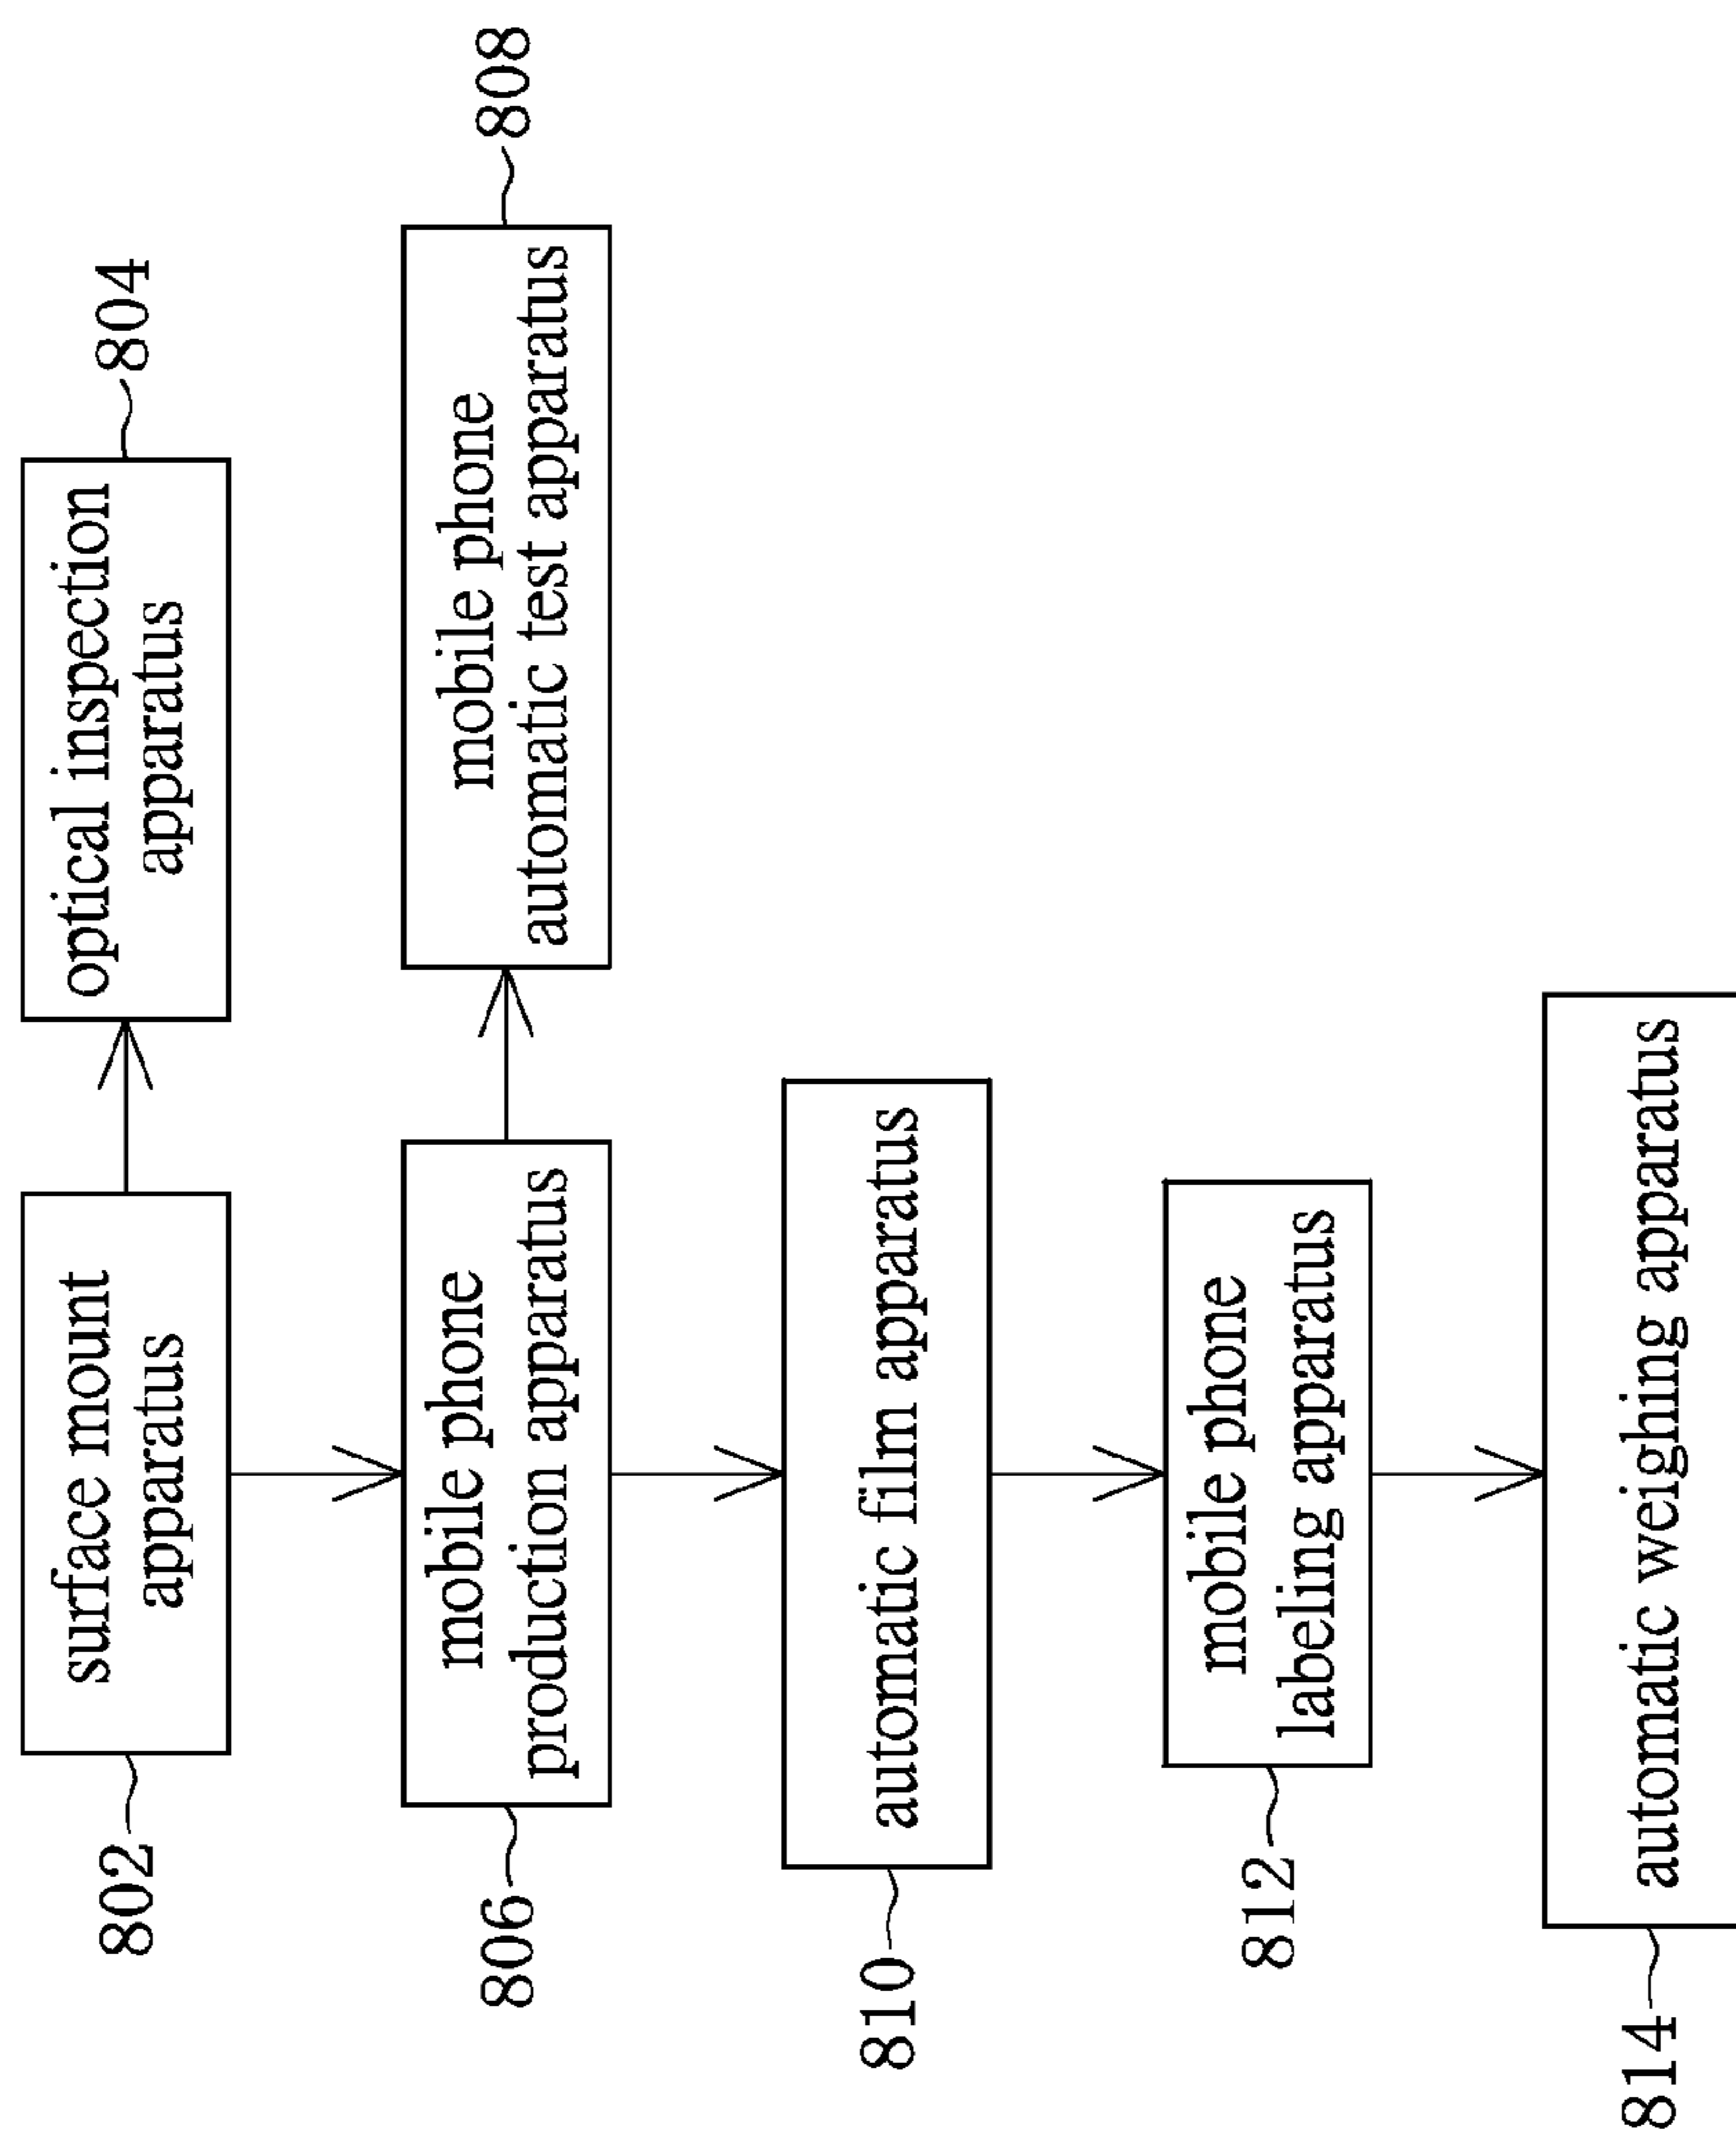 802
surface mount
apparatus
optical inspection
apparatus
804
806
mobile phone
production apparatus
mobile phone
automatic test apparatus
808
810
automatic film apparatus
812
mobile phone
labeling apparatus
814
automatic weighing apparatus